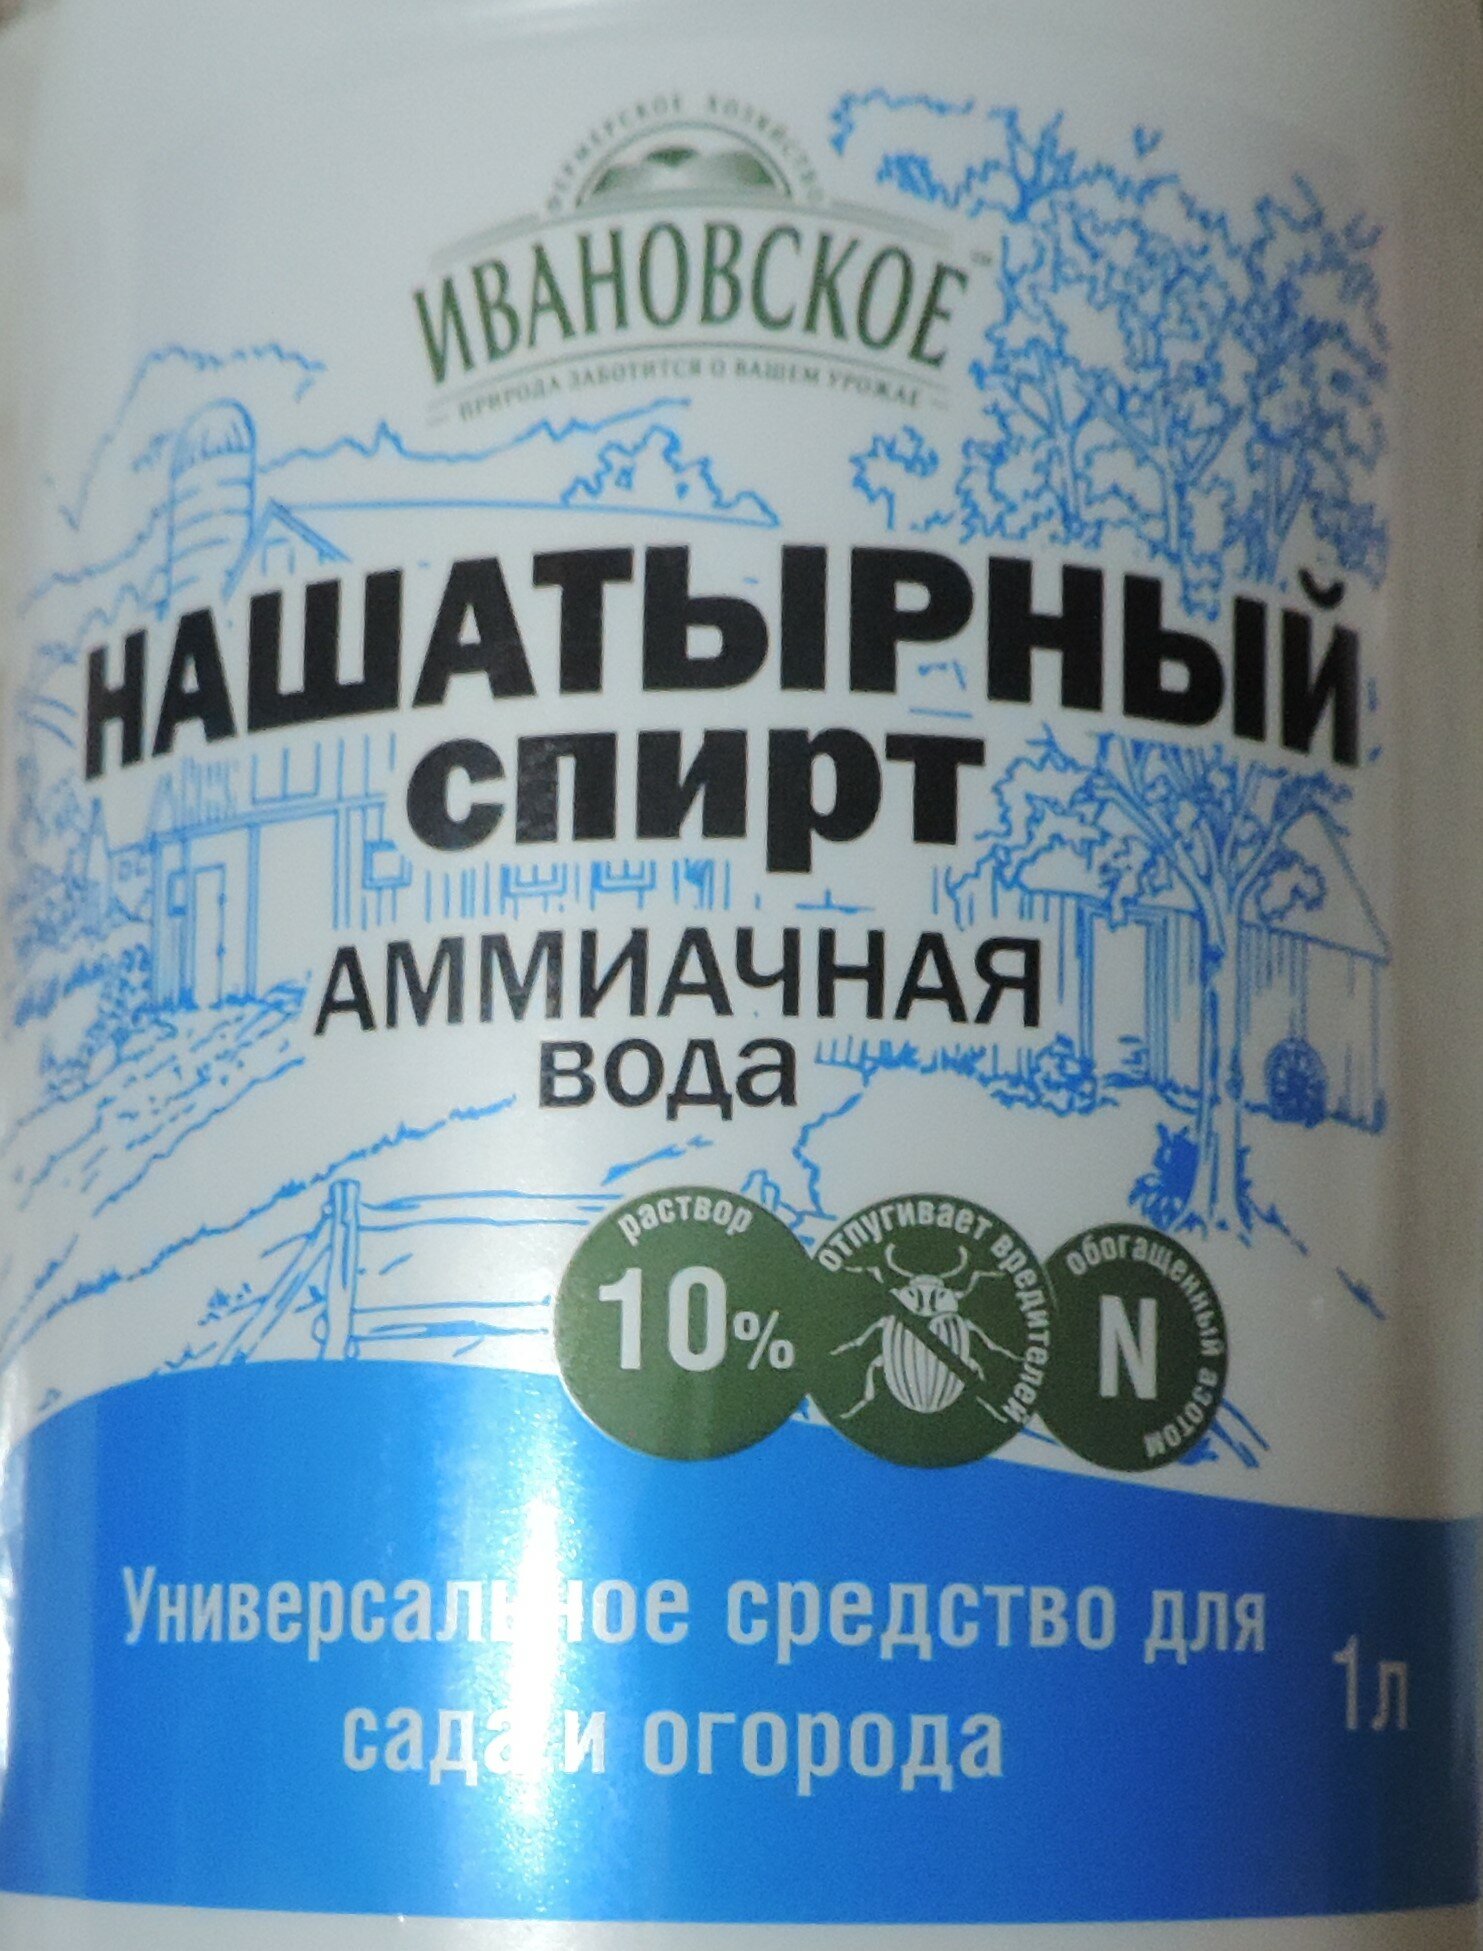 ФЕРМЕРСКОЕ ХОЗЯЙСТВО
ИВАНОВСКОЕ™
ПРИРОДА ЗАБОТИТСЯ О ВАШЕМ УРОЖАЕ
НАШАТЫРНЫЙ
спирт
АММИАЧНАЯ
вода
раствор
10%
отпугивает вредителей
обогащенный азотом
N
Универсальное средство для
сада и огорода
1л